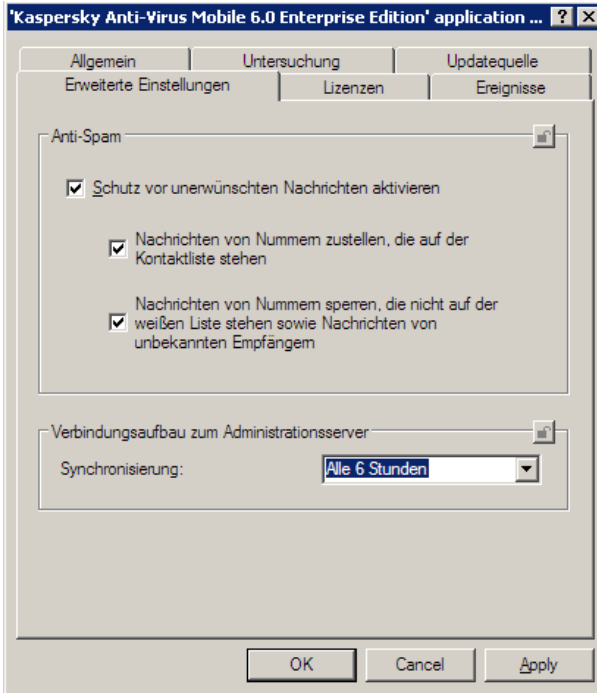 'Kaspersky Anti-Virus Mobile 6.0 Enterprise Edition' application ...
Allgemein
Untersuchung
Updatequelle
Erweiterte Einstellungen
Lizenzen
Ereignisse
Anti-Spam
Schutz vor unerwünschten Nachrichten aktivieren
Nachrichten von Nummern zustellen, die auf der
Kontaktliste stehen
Nachrichten von Nummern sperren, die nicht auf der
weißen Liste stehen sowie Nachrichten von
unbekannten Empfängern
Verbindungsaufbau zum Administrationsserver
Synchronisierung:
Alle 6 Stunden
OK
Cancel
Apply